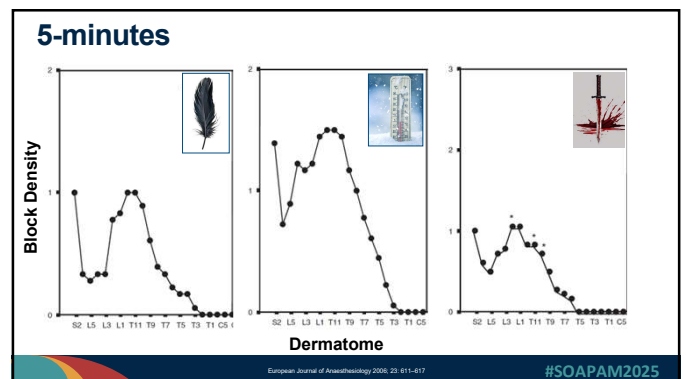 5-minutes
Block Density
2
1
0
S2 L5 L3 L1 T11 T9 T7 T5 T3 T1 C5
2
1
0
S2 L5 L3 L1 T11 T9 T7 T5 T3 T1 C5
3
2
1
0
* * *
S2 L5 L3 L1 T11 T9 T7 T5 T3 T1 C5
Dermatome
European Journal of Anaesthesiology 2006; 23: 611–617
#SOAPAM2025